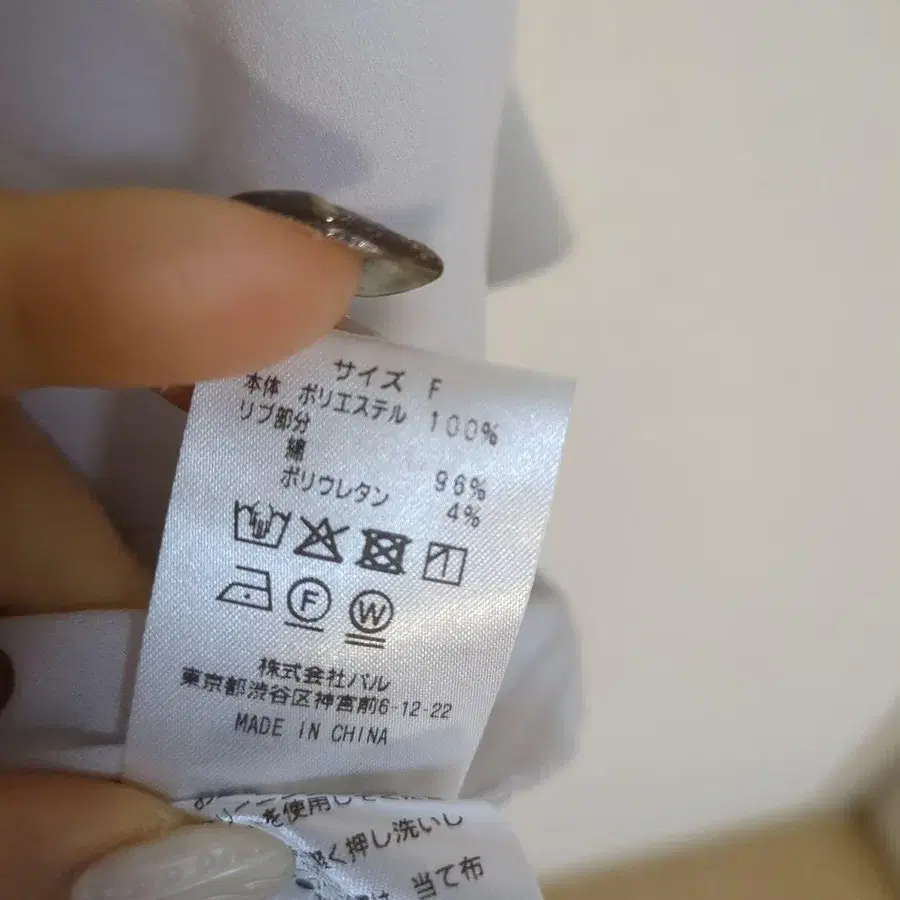 サイズ F
本体 ポリエステル 100%
リブ部分
綿 96%
ポリウレタン 4%
F W
株式会社パル
東京都渋谷区神宮前6-12-22
MADE IN CHINA
を使用して
く押し洗いし
当て布